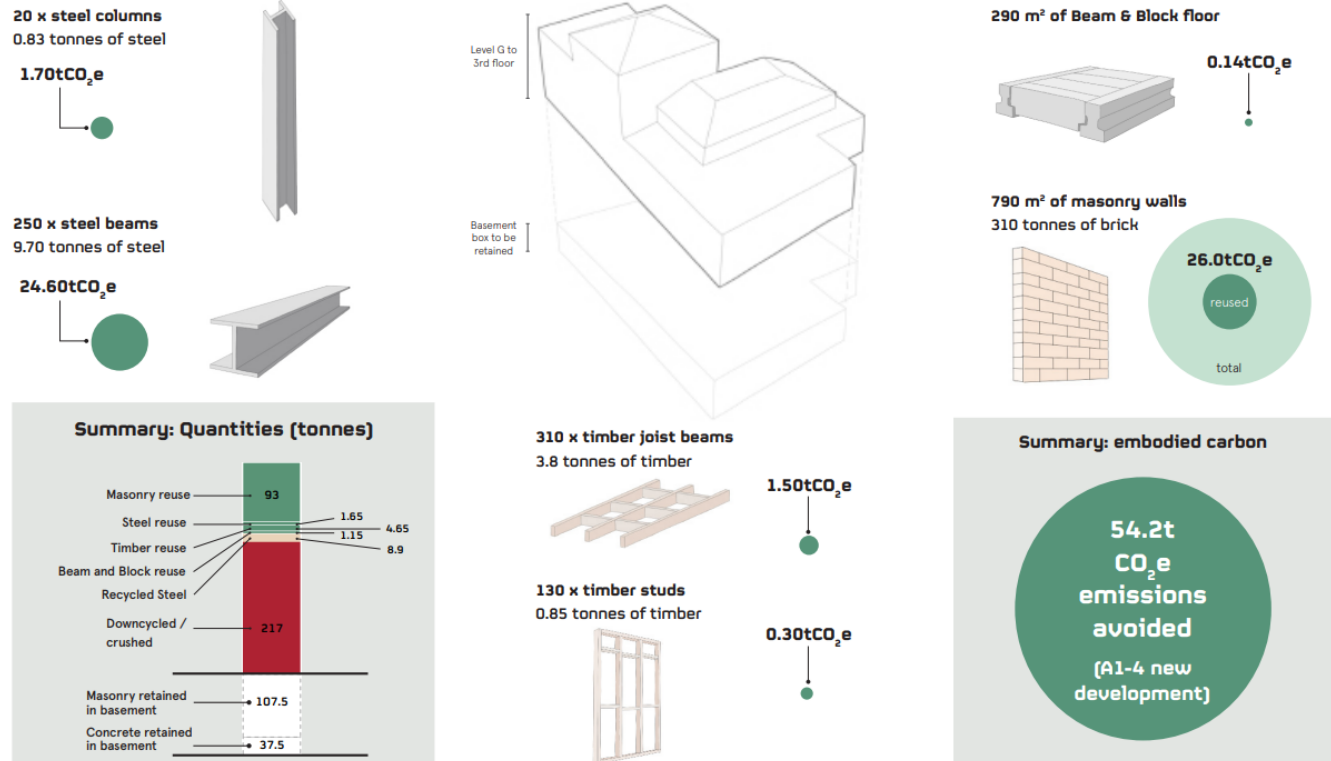 20 x steel columns
0.83 tonnes of steel
1.70tCO₂e
250 x steel beams
9.70 tonnes of steel
24.60tCO₂e
Level G to
3rd floor
Basement
box to be
retained
290 m² of Beam & Block floor
0.14tCO₂e
790 m² of masonry walls
310 tonnes of brick
26.0tCO₂e
reused
total
Summary: Quantities (tonnes)
Masonry reuse
93
Steel reuse
1.65
Timber reuse
4.65
Beam and Block reuse
1.15
Recycled Steel
8.9
Downcycled /
crushed
217
Masonry retained
in basement
107.5
Concrete retained
in basement
37.5
310 x timber joist beams
3.8 tonnes of timber
1.50tCO₂e
130 x timber studs
0.85 tonnes of timber
0.30tCO₂e
Summary: embodied carbon
54.2t
CO₂e
emissions
avoided
(A1-4 new
development)